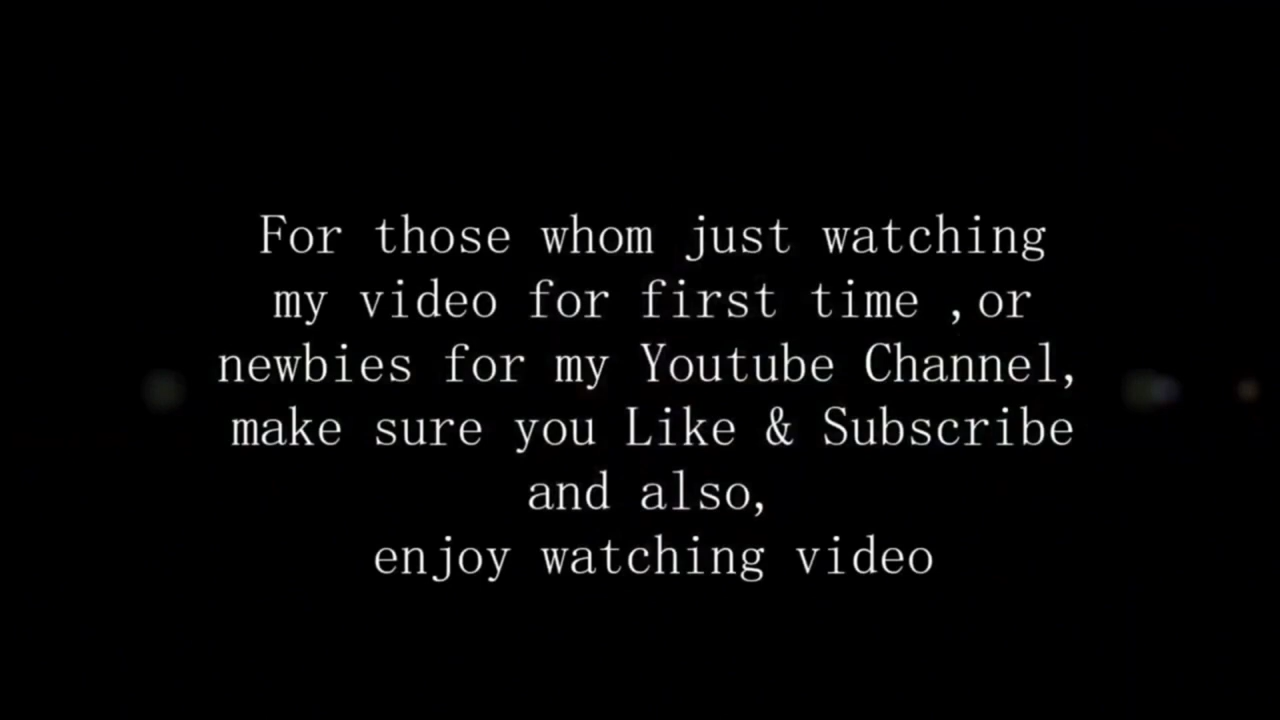 For those whom just watching
my video for first time ,or
newbies for my Youtube Channel,
make sure you Like & Subscribe
and also,
enjoy watching video